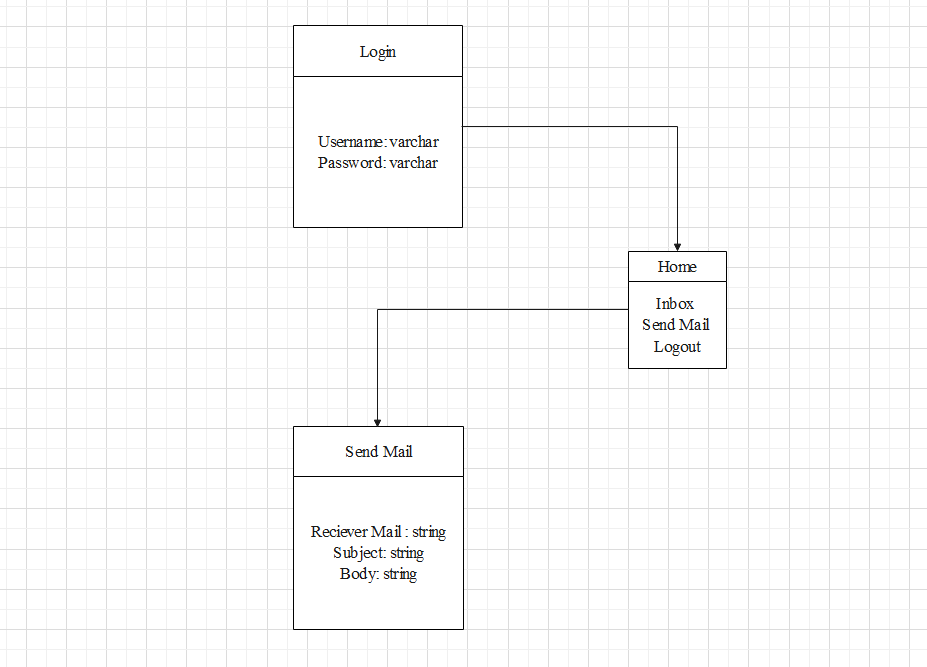 Login
Username: varchar
Password: varchar
Home
Inbox
Send Mail
Logout
Send Mail
Reciever Mail : string
Subject: string
Body: string